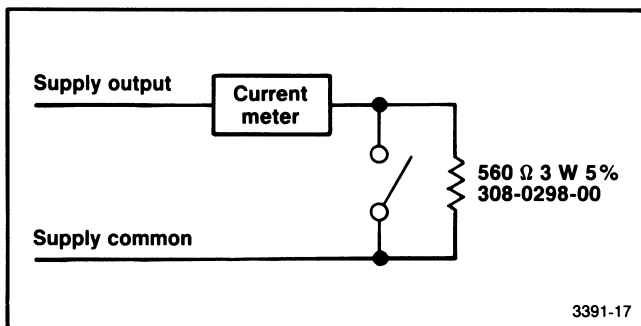 Supply output
Current
meter
560 Ω 3 W 5%
308-0298-00
Supply common
3391-17